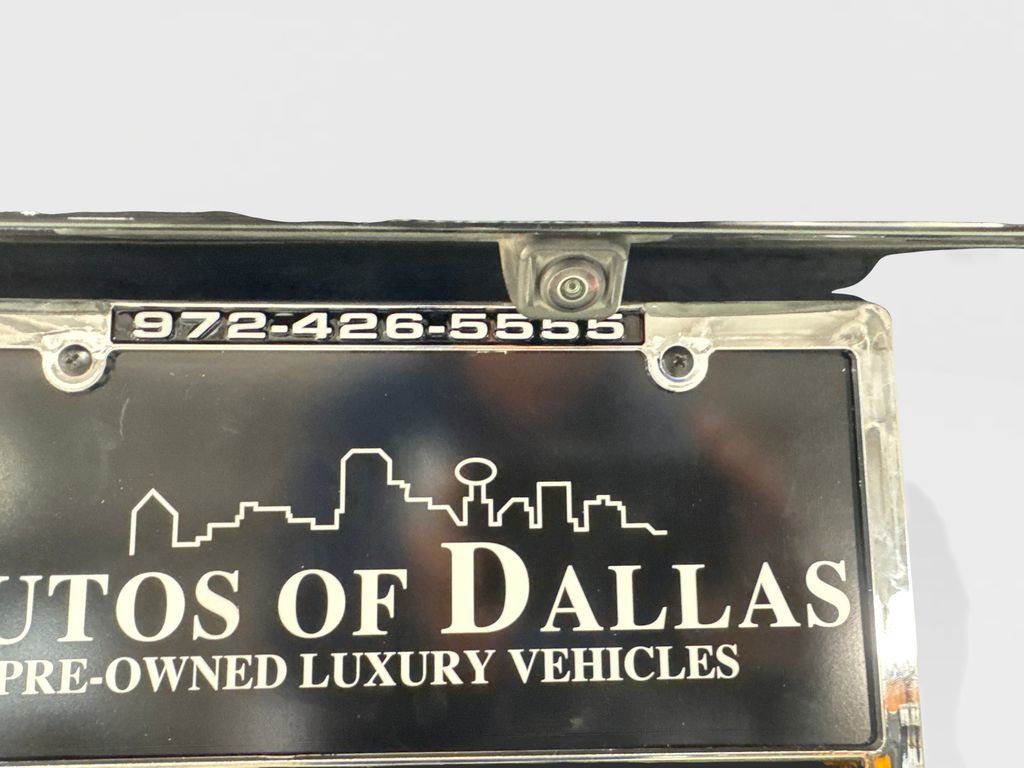 972-426-5555
UTOS OF DALLAS
PRE-OWNED LUXURY VEHICLES